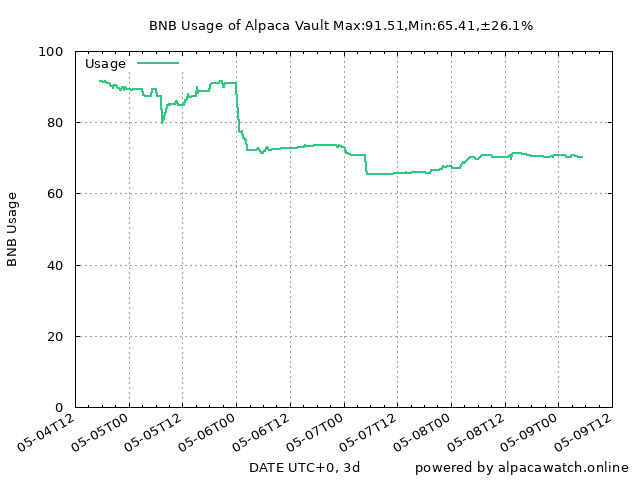 BNB Usage of Alpaca Vault Max:91.51,Min:65.41,±26.1%
100
Usage
80
60
BNB Usage
40
20
0
05-04T12
05-05T00
05-05T12
05-06T00
05-06T12
05-07T00
05-07T12
05-08T00
05-08T12
05-09T00
05-09T12
DATE UTC+0, 3d
powered by alpacawatch.online